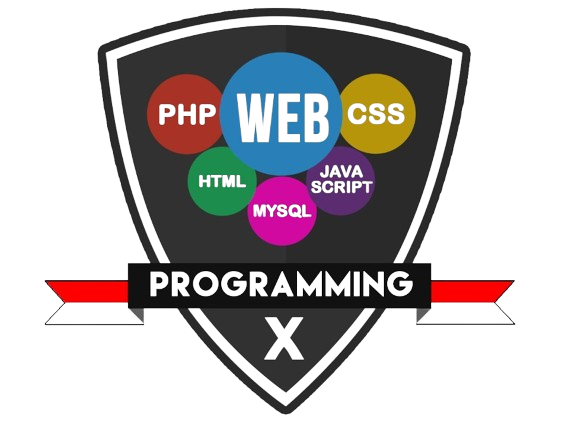 PHP
WEB
CSS
HTML
JAVA
SCRIPT
MYSQL
PROGRAMMING
X